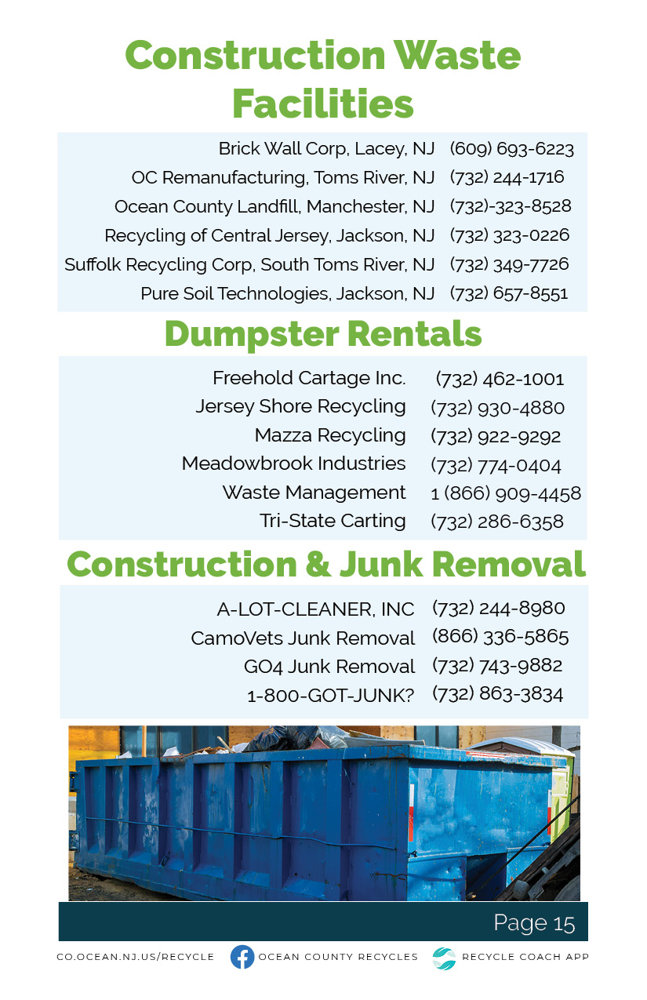 Construction Waste
Facilities
Brick Wall Corp, Lacey, NJ (609) 693-6223
OC Remanufacturing, Toms River, NJ (732) 244-1716
Ocean County Landfill, Manchester, NJ (732)-323-8528
Recycling of Central Jersey, Jackson, NJ (732) 323-0226
Suffolk Recycling Corp, South Toms River, NJ (732) 349-7726
Pure Soil Technologies, Jackson, NJ (732) 657-8551
Dumpster Rentals
Freehold Cartage Inc. (732) 462-1001
Jersey Shore Recycling (732) 930-4880
Mazza Recycling (732) 922-9292
Meadowbrook Industries (732) 774-0404
Waste Management 1 (866) 909-4458
Tri-State Carting (732) 286-6358
Construction & Junk Removal
A-LOT-CLEANER, INC (732) 244-8980
CamoVets Junk Removal (866) 336-5865
GO4 Junk Removal (732) 743-9882
1-800-GOT-JUNK? (732) 863-3834
Page 15
CO.OCEAN.NJ.US/RECYCLE OCEAN COUNTY RECYCLES RECYCLE COACH APP